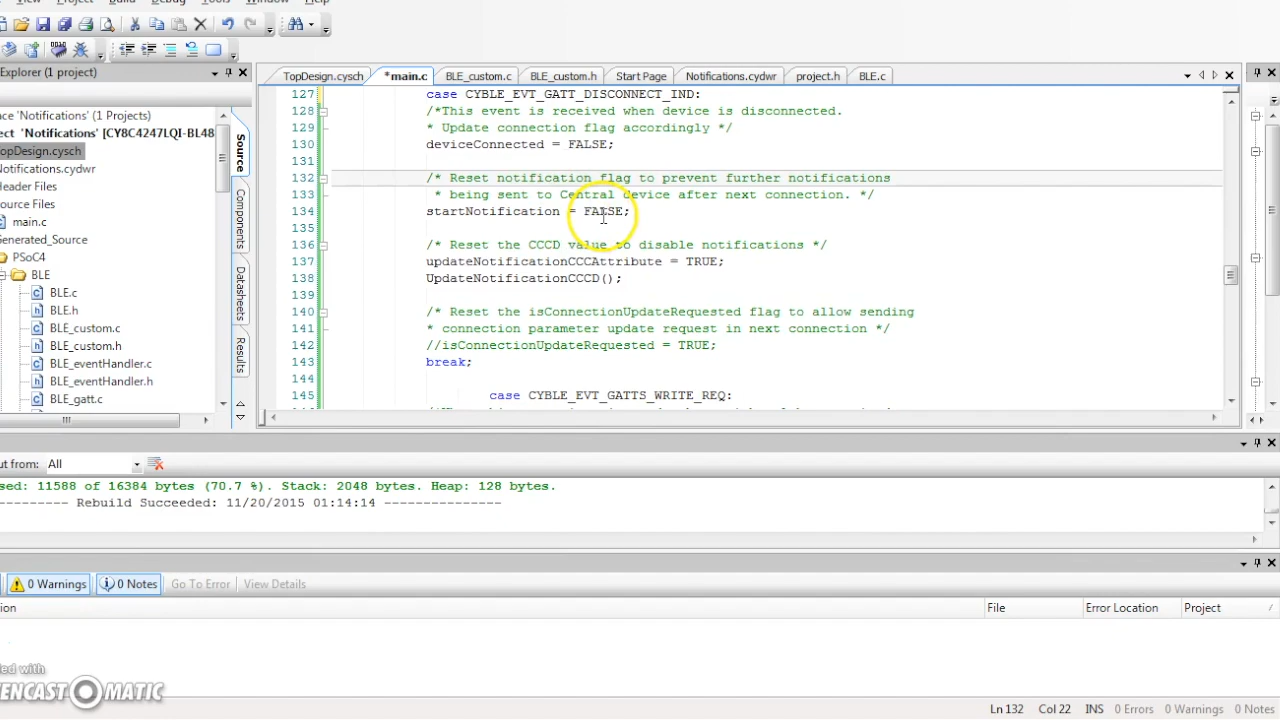 View Project Build Debug Tools Window Help
Explorer (1 project)
TopDesign.cysch *main.c BLE_custom.c BLE_custom.h Start Page Notifications.cydwr project.h BLE.c
ace 'Notifications' (1 Projects)
ect 'Notifications' [CY8C4247LQI-BL48
opDesign.cysch
otifications.cydwr
eader Files
main.c
enerated_Source
PSoC4
BLE
BLE.c
BLE.h
BLE_custom.c
BLE_custom.h
BLE_eventHandler.c
BLE_eventHandler.h
BLE_gatt.c
Source
Components
Datasheets
Results
127 case CYBLE_EVT_GATT_DISCONNECT_IND:
128 /*This event is received when device is disconnected.
129 * Update connection flag accordingly */
130 deviceConnected = FALSE;
131
132 /* Reset notification flag to prevent further notifications
133 * being sent to Central device after next connection. */
134 startNotification = FALSE;
135
136 /* Reset the CCCD value to disable notifications */
137 updateNotificationCCCAttribute = TRUE;
138 UpdateNotificationCCCD();
139
140 /* Reset the isConnectionUpdateRequested flag to allow sending
141 * connection parameter update request in next connection */
142 //isConnectionUpdateRequested = TRUE;
143 break;
144
145 case CYBLE_EVT_GATTS_WRITE_REQ:
ut from: All
sed: 11588 of 16384 bytes (70.7 %). Stack: 2048 bytes. Heap: 128 bytes.
--------- Rebuild Succeeded: 11/20/2015 01:14:14 ---------------
0 Warnings 0 Notes Go To Error View Details
ion File Error Location Project
ed with
ENCAST MATIC
Ln 132 Col 22 INS 0 Errors 0 Warnings 0 Notes